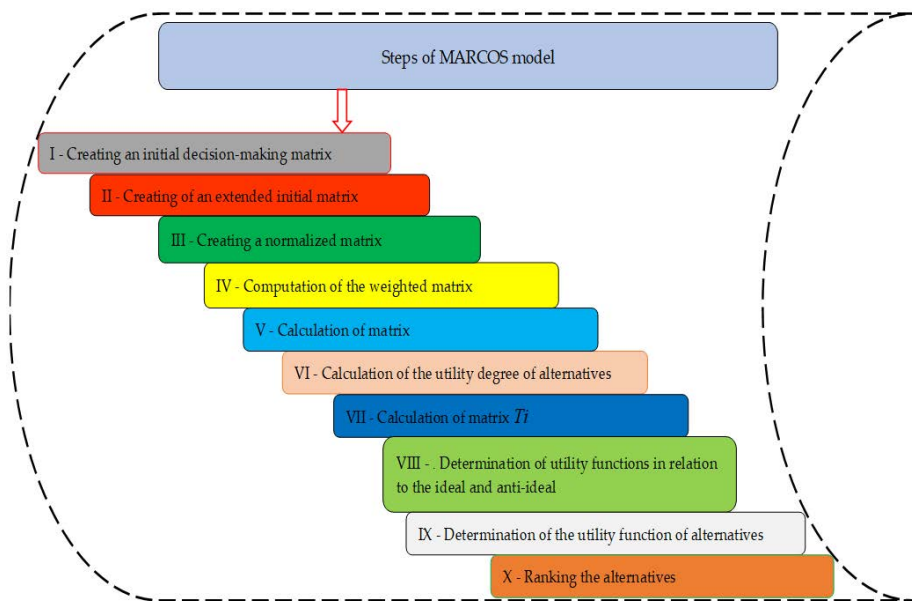 Steps of MARCOS model
I - Creating an initial decision-making matrix
II - Creating of an extended initial matrix
III - Creating a normalized matrix
IV - Computation of the weighted matrix
V - Calculation of matrix
VI - Calculation of the utility degree of alternatives
VII - Calculation of matrix Ti
VIII - . Determination of utility functions in relation
to the ideal and anti-ideal
IX - Determination of the utility function of alternatives
X - Ranking the alternatives